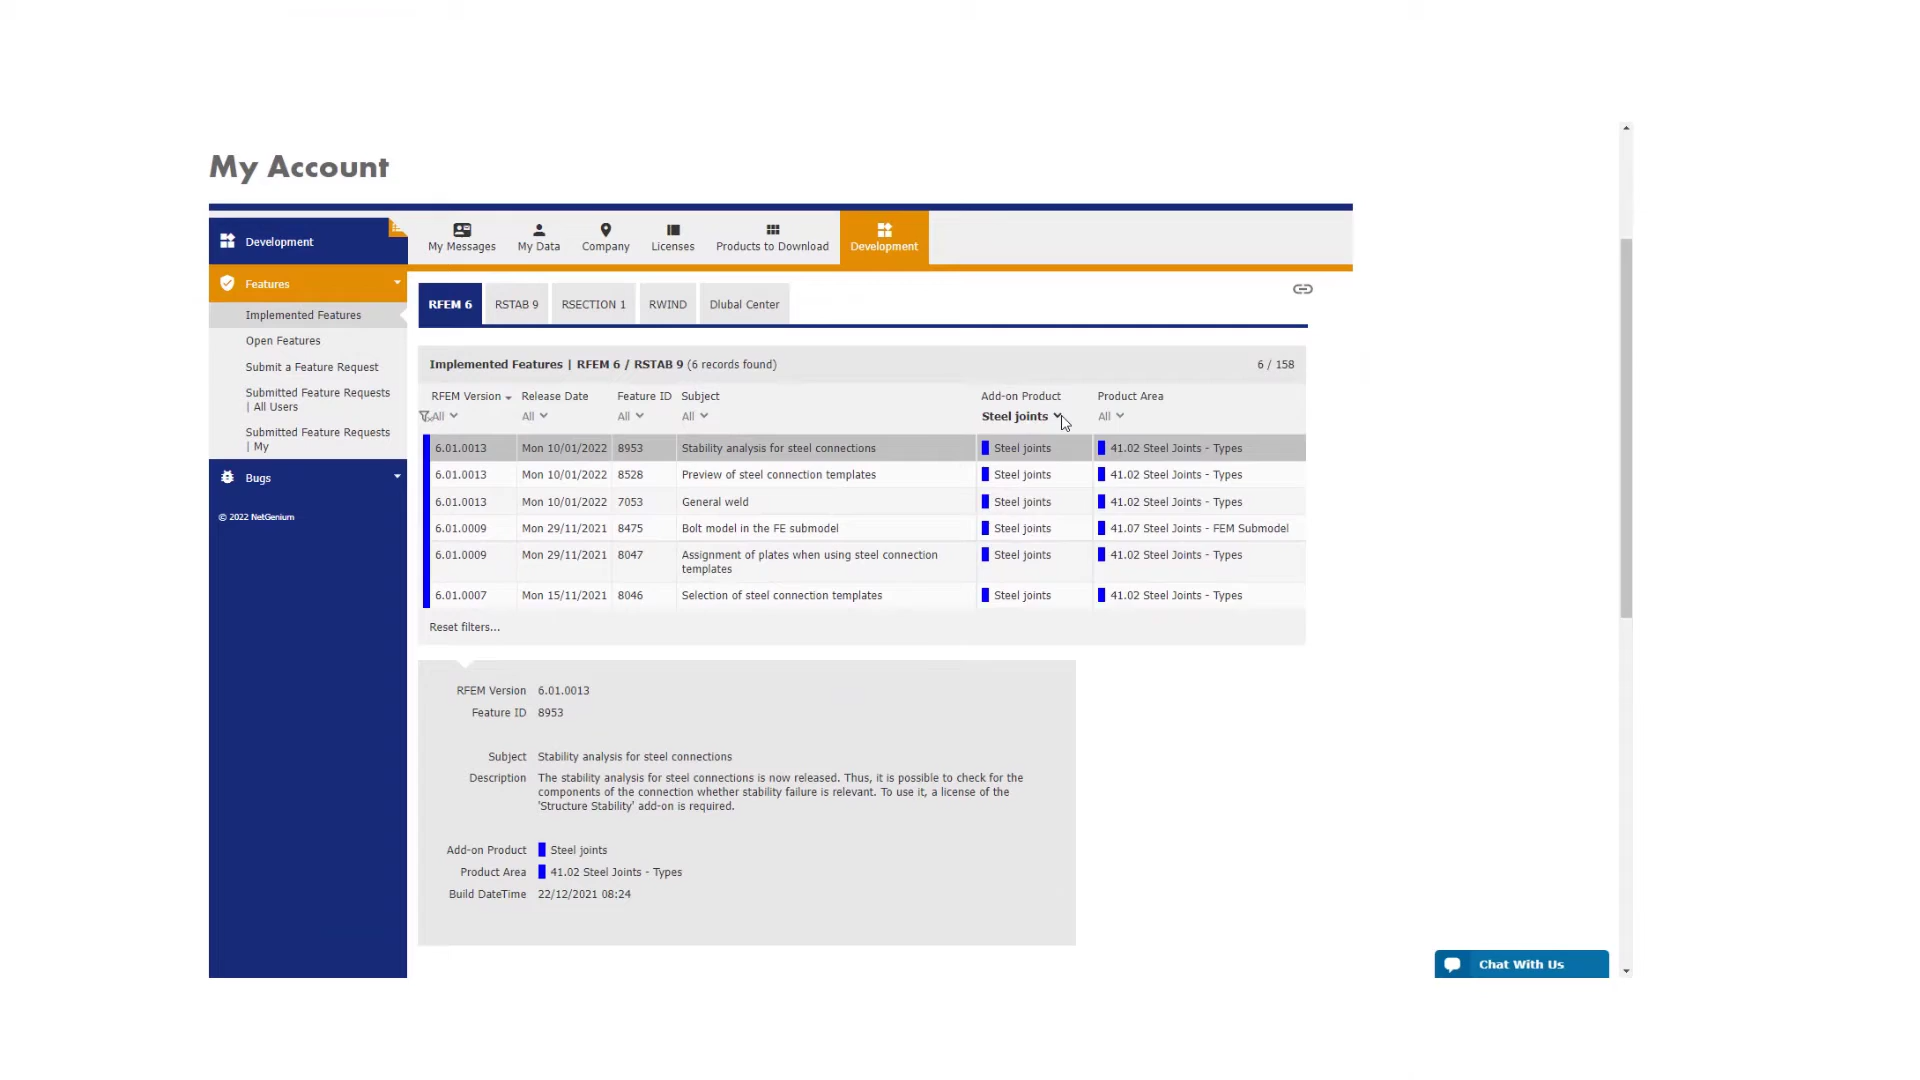 My Account
Development
My Messages
My Data
Company
Licenses
Products to Download
Development
Features
Implemented Features
Open Features
Submit a Feature Request
Submitted Feature Requests
| All Users
Submitted Feature Requests
| My
Bugs
© 2022 NetGenium
RFEM 6
RSTAB 9
RSECTION 1
RWIND
Dlubal Center
Implemented Features | RFEM 6 / RSTAB 9 (6 records found) 6 / 158
RFEM Version Release Date Feature ID Subject Add-on Product Product Area
All All All All Steel joints All
6.01.0013 Mon 10/01/2022 8953 Stability analysis for steel connections Steel joints 41.02 Steel Joints - Types
6.01.0013 Mon 10/01/2022 8528 Preview of steel connection templates Steel joints 41.02 Steel Joints - Types
6.01.0013 Mon 10/01/2022 7053 General weld Steel joints 41.02 Steel Joints - Types
6.01.0009 Mon 29/11/2021 8475 Bolt model in the FE submodel Steel joints 41.07 Steel Joints - FEM Submodel
6.01.0009 Mon 29/11/2021 8047 Assignment of plates when using steel connection Steel joints 41.02 Steel Joints - Types
templates
6.01.0007 Mon 15/11/2021 8046 Selection of steel connection templates Steel joints 41.02 Steel Joints - Types
Reset filters...
RFEM Version 6.01.0013
Feature ID 8953
Subject Stability analysis for steel connections
Description The stability analysis for steel connections is now released. Thus, it is possible to check for the
components of the connection whether stability failure is relevant. To use it, a license of the
'Structure Stability' add-on is required.
Add-on Product Steel joints
Product Area 41.02 Steel Joints - Types
Build DateTime 22/12/2021 08:24
Chat With Us